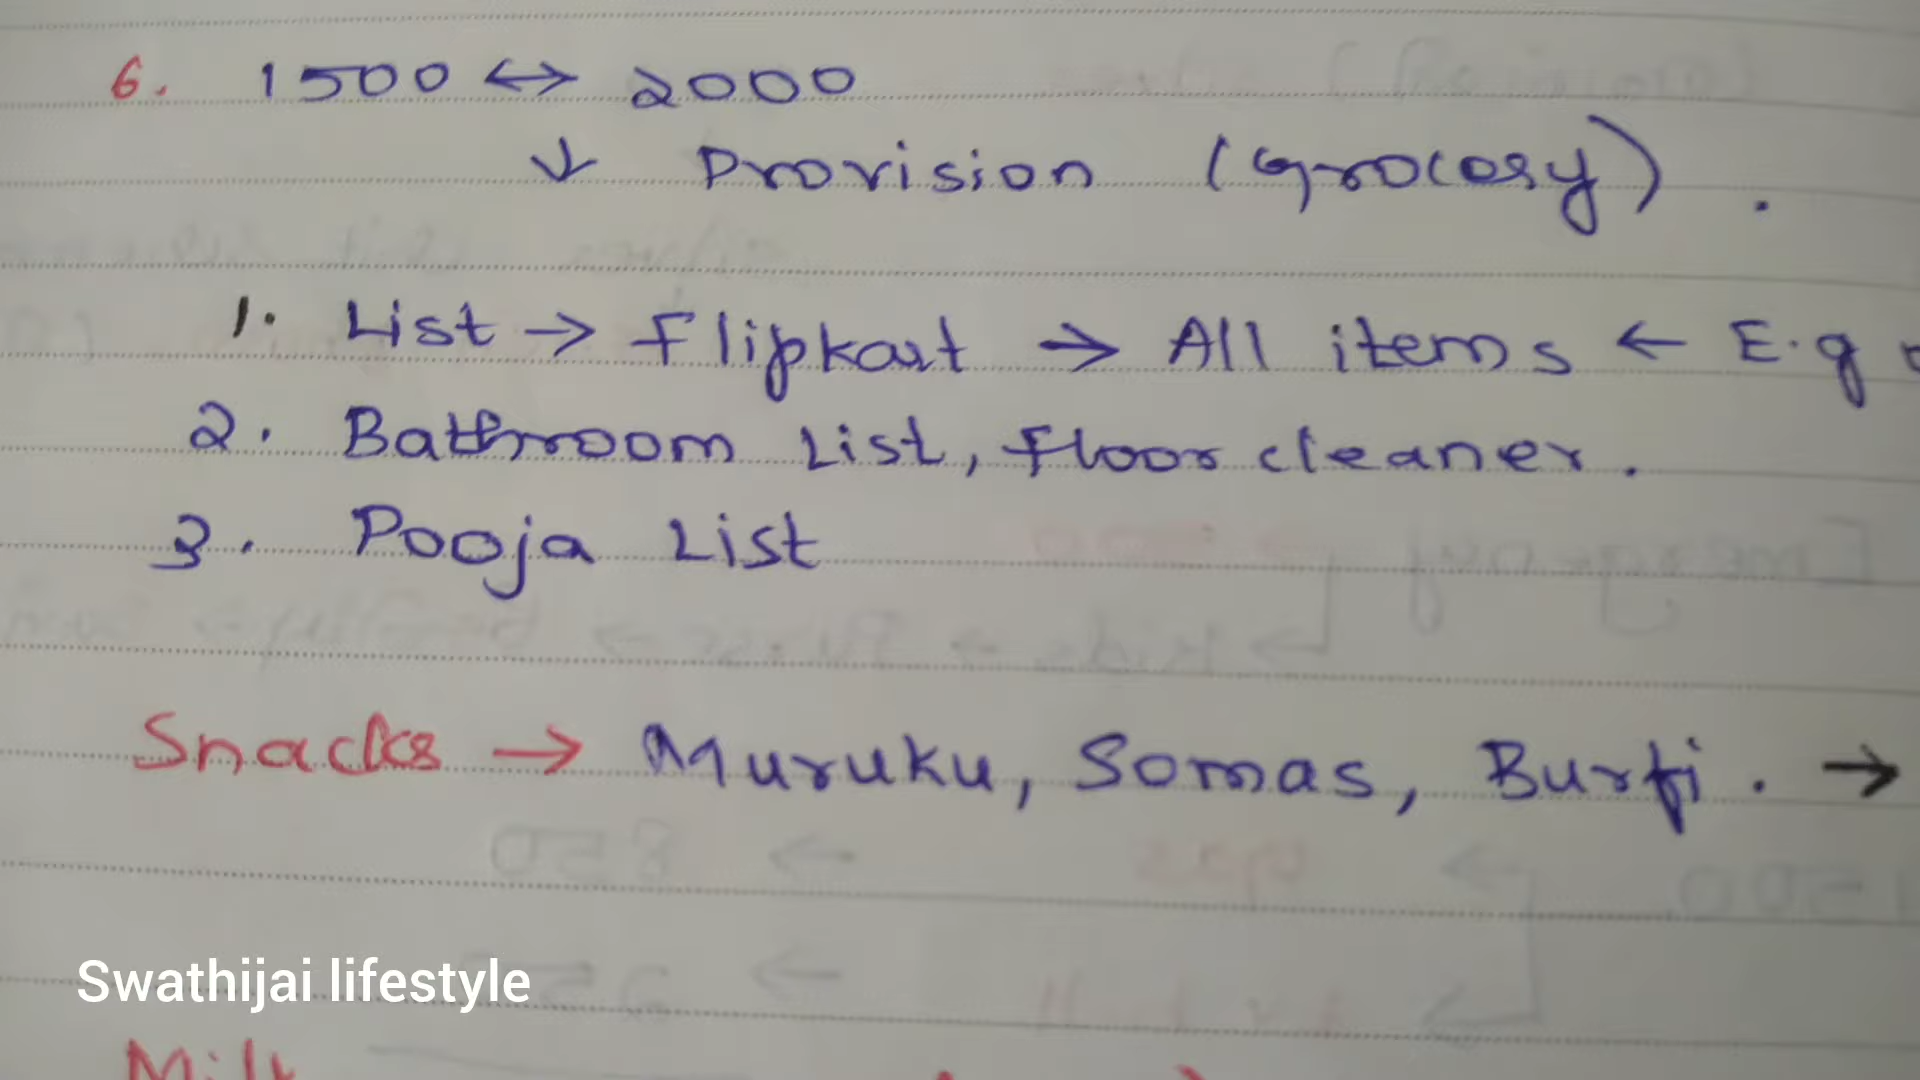 6. 1500 ↔ 2000
↓ Provision (Grocery).
1. List → Flipkart → All items ← E.g
2. Bathroom List, Floor cleaner.
3. Pooja List
Snacks → Muruku, Somas, Burfi. →
Swathijai lifestyle